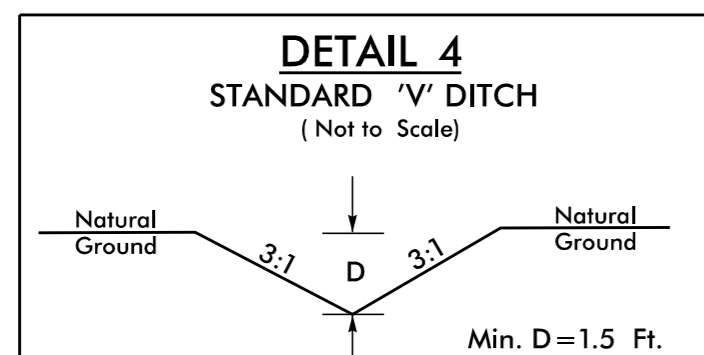 DETAIL 4
STANDARD 'V' DITCH
( Not to Scale)
Natural
Ground
3:1
D
3:1
Natural
Ground
Min. D=1.5 Ft.